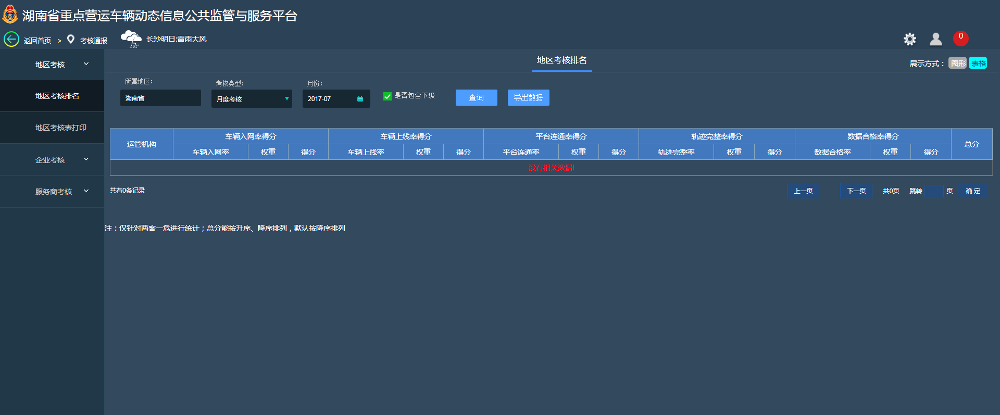 湖南省重点营运车辆动态信息公共监管与服务平台
返回首页 > 考核通报 长沙明日:雷雨大风 0
地区考核
地区考核排名
地区考核表打印
企业考核
服务商考核
地区考核排名
展示方式： 图形 表格
所属地区: 考核类型: 月份:
湖南省 月度考核 2017-07 是否包含下级 查询 导出数据
运管机构 车辆入网率得分 车辆上线率得分 平台连通率得分 轨迹完整率得分 数据合格率得分 总分
车辆入网率 权重 得分 车辆上线率 权重 得分 平台连通率 权重 得分 轨迹完整率 权重 得分 数据合格率 权重 得分
没有相关数据!
共有0条记录 上一页 下一页 共0页 跳转 页 确 定
注：仅针对两客一危进行统计；总分能按升序、降序排列，默认按降序排列